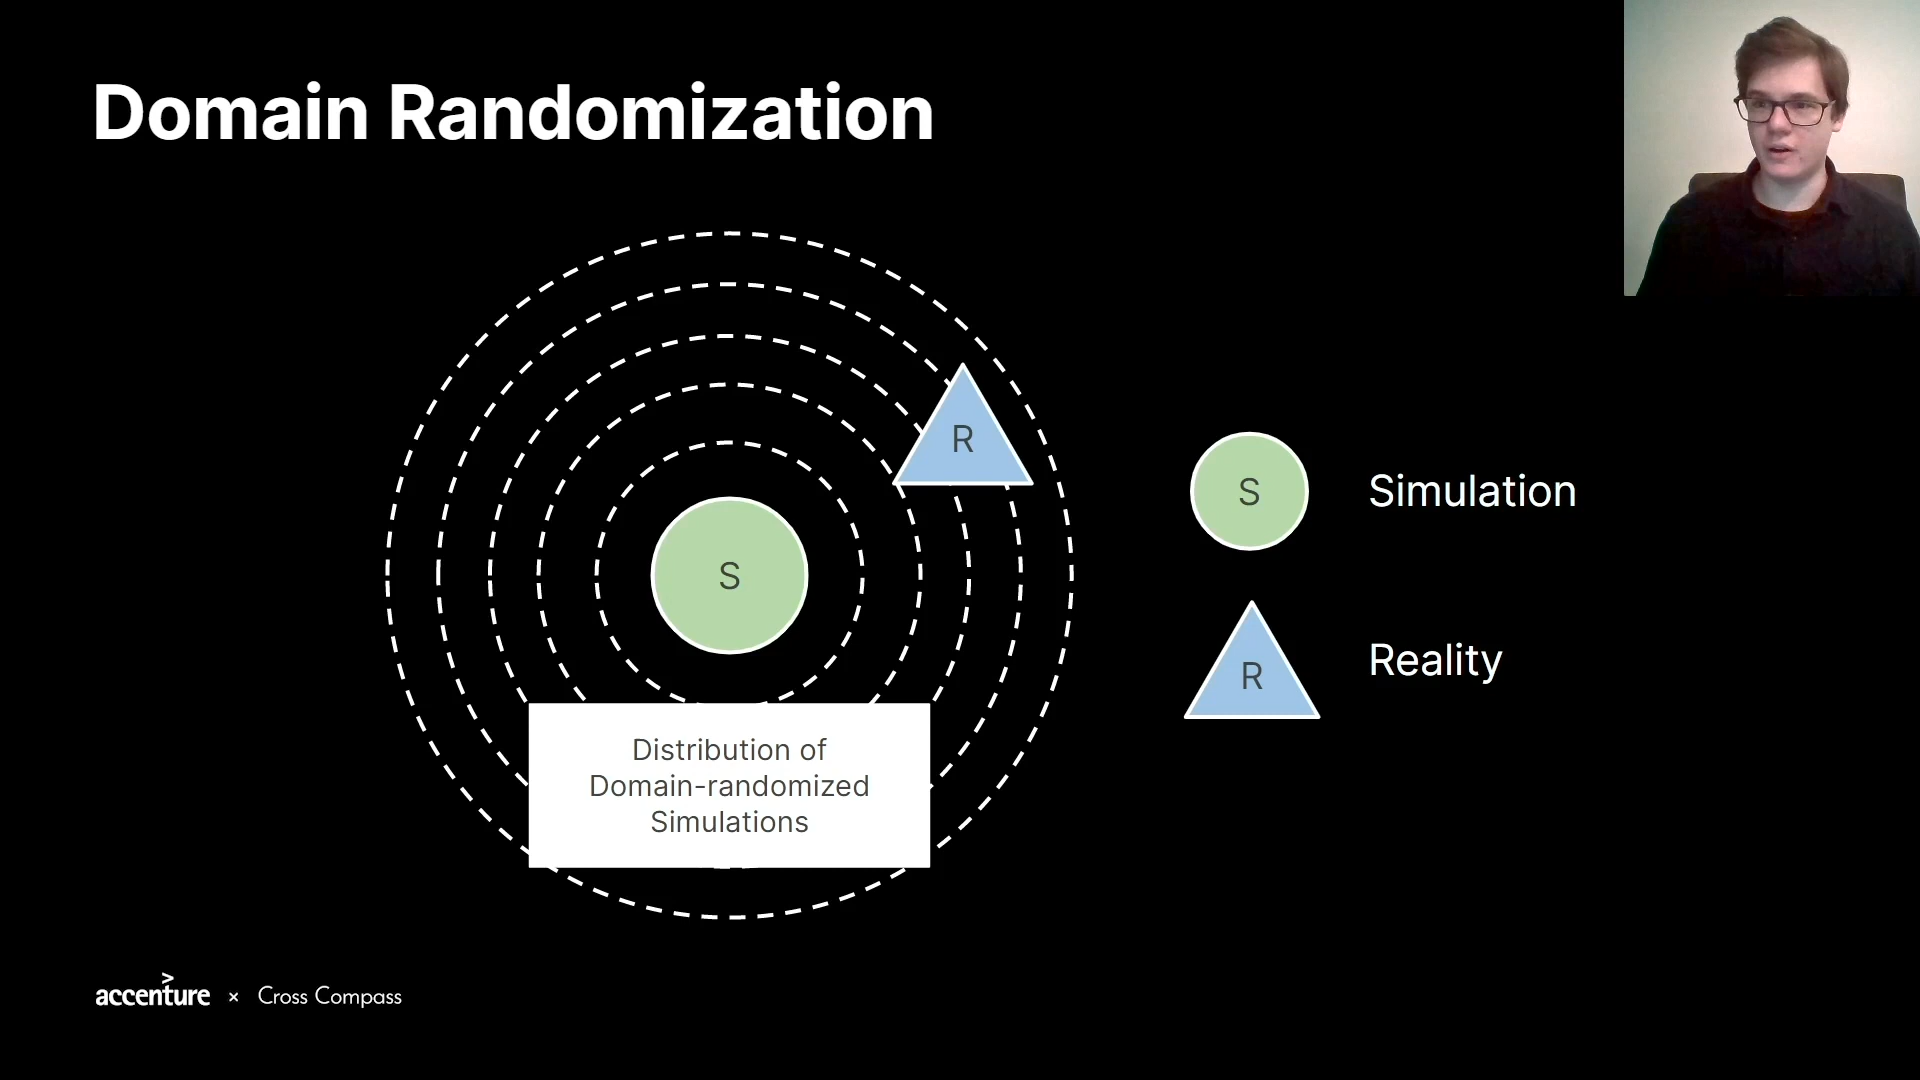 Domain Randomization
R
S
Distribution of
Domain-randomized
Simulations
S Simulation
R Reality
accenture × Cross Compass